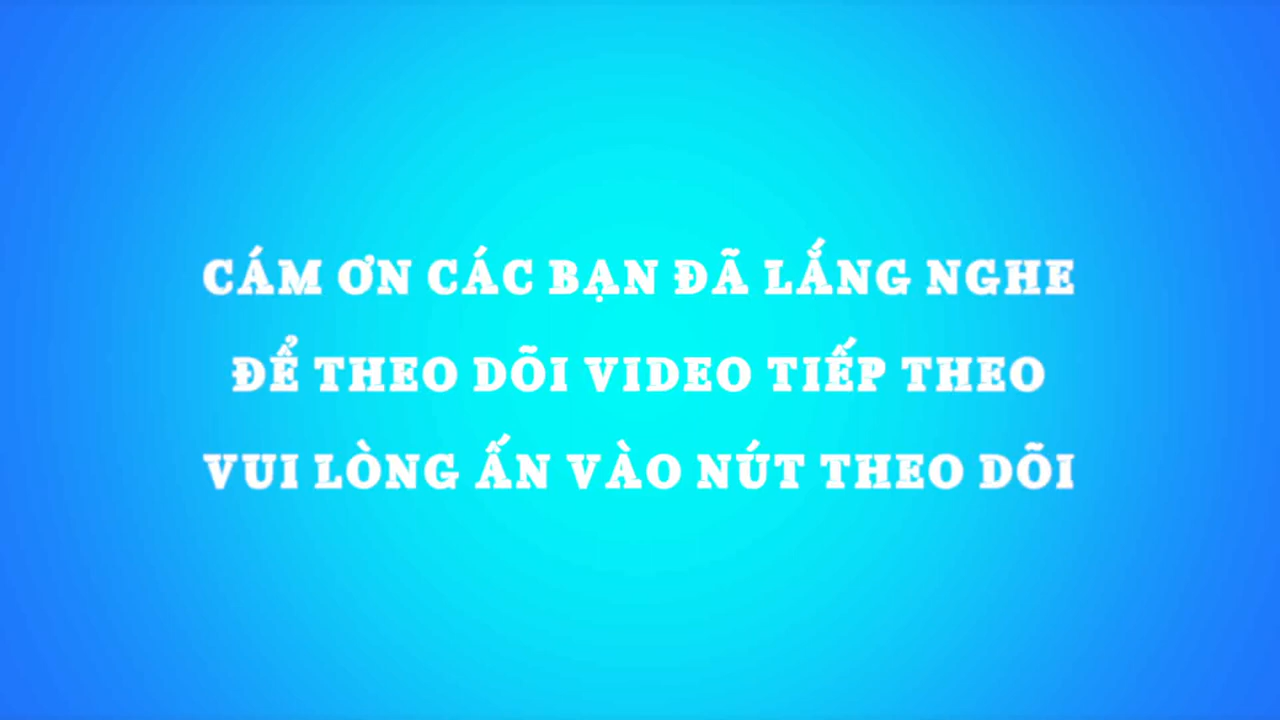 CÁM ƠN CÁC BẠN ĐÃ LẮNG NGHE
ĐỂ THEO DÕI VIDEO TIẾP THEO
VUI LÒNG ẤN VÀO NÚT THEO DÕI